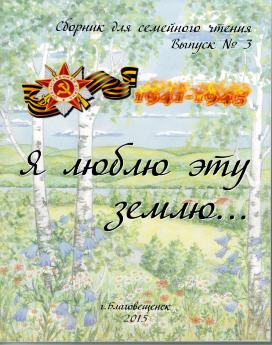 Сборник для семейного чтения
Выпуск № 3
1941-1945
Я люблю эту
землю...
г.Благовещенск
2015